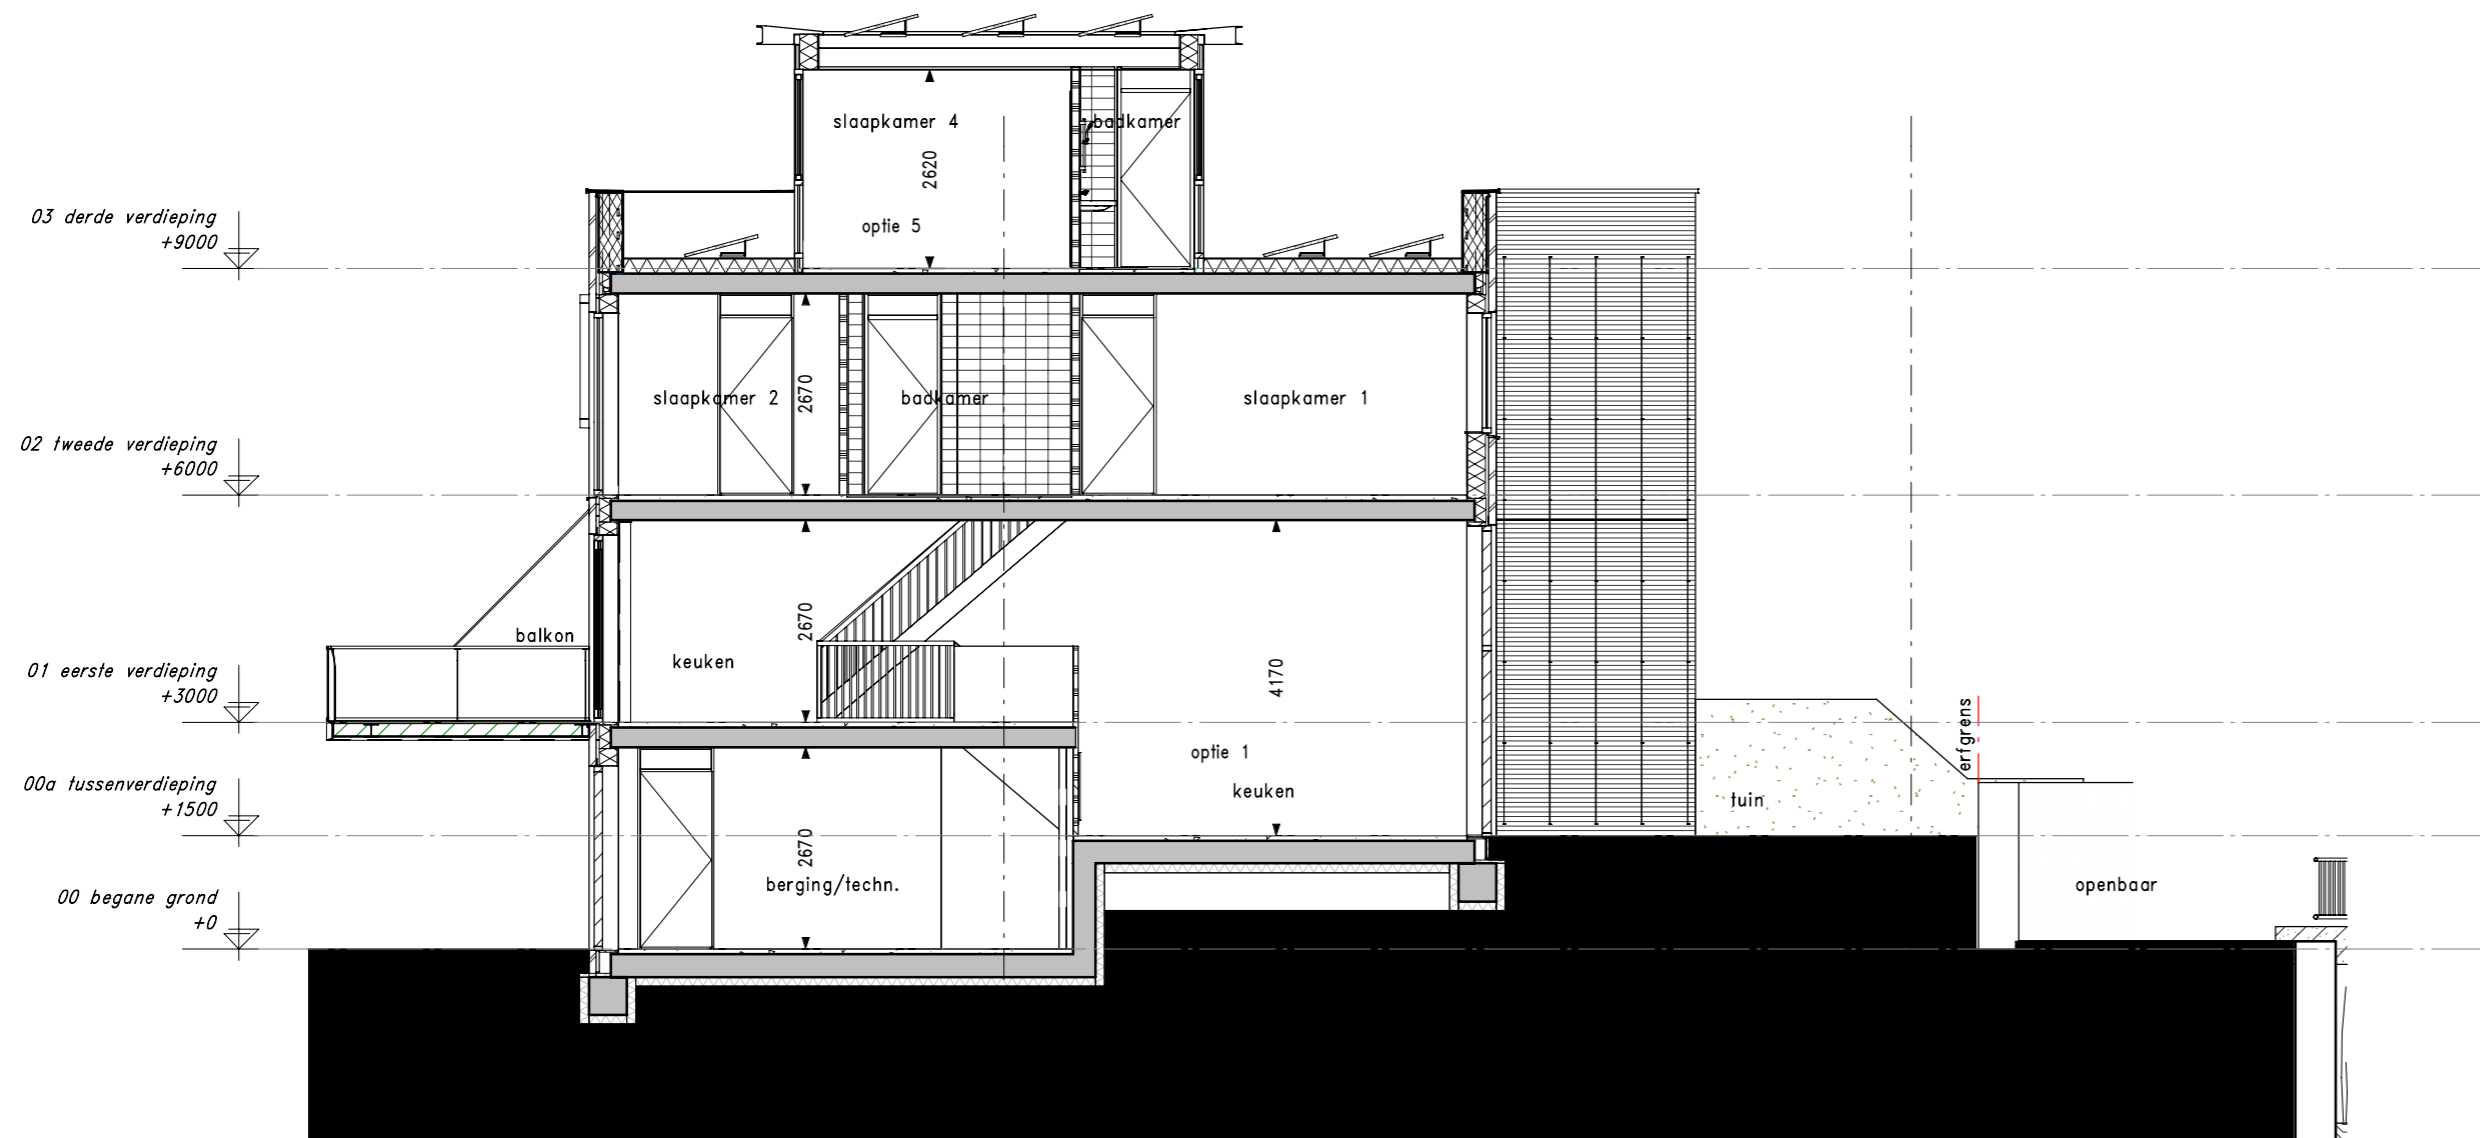 slaapkamer 4
badkamer
2620
optie 5
03 derde verdieping
+9000
slaapkamer 2
2670
badkamer
slaapkamer 1
02 tweede verdieping
+6000
balkon
2670
keuken
4170
01 eerste verdieping
+3000
erfgrens
optie 1
keuken
tuin
00a tussenverdieping
+1500
2670
berging/techn.
openbaar
00 begane grond
+0